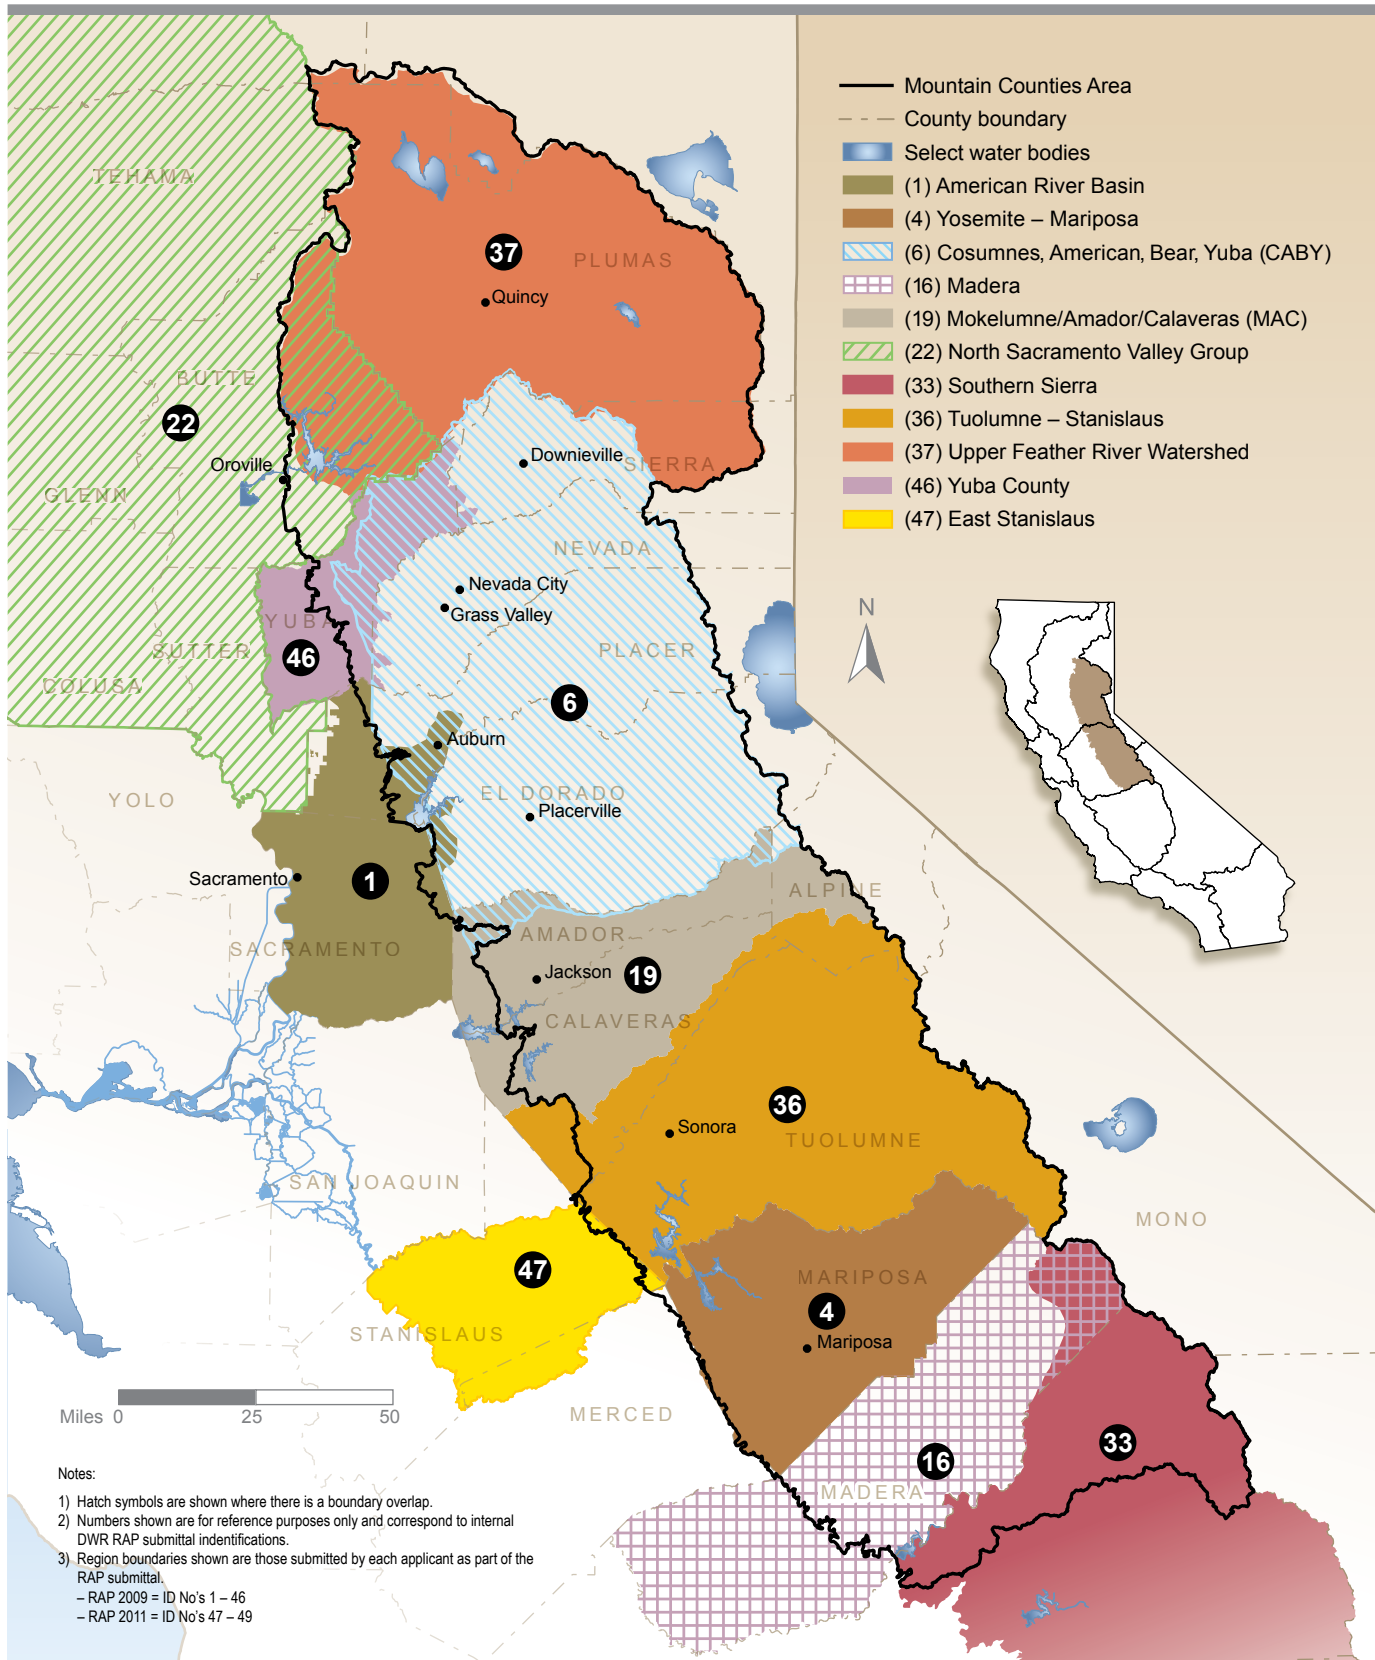 Mountain Counties Area
County boundary
Select water bodies
(1) American River Basin
(4) Yosemite – Mariposa
(6) Cosumnes, American, Bear, Yuba (CABY)
(16) Madera
(19) Mokelumne/Amador/Calaveras (MAC)
(22) North Sacramento Valley Group
(33) Southern Sierra
(36) Tuolumne – Stanislaus
(37) Upper Feather River Watershed
(46) Yuba County
(47) East Stanislaus
TEHAMA
37
PLUMAS
Quincy
BUTTE
22
Oroville
Downieville
SIERRA
GLENN
NEVADA
Nevada City
Grass Valley
N
YUBA
SUTTER
46
PLACER
COLUSA
6
Auburn
YOLO
EL DORADO
Placerville
Sacramento
1
ALPINE
SACRAMENTO
AMADOR
Jackson
19
CALAVERAS
36
Sonora
TUOLUMNE
SAN JOAQUIN
MONO
47
MARIPOSA
4
STANISLAUS
Mariposa
Miles 0 25 50
MERCED
33
16
MADERA
Notes:
1) Hatch symbols are shown where there is a boundary overlap.
2) Numbers shown are for reference purposes only and correspond to internal
DWR RAP submittal indentifications.
3) Region boundaries shown are those submitted by each applicant as part of the
RAP submittal.
– RAP 2009 = ID No's 1 – 46
– RAP 2011 = ID No's 47 – 49